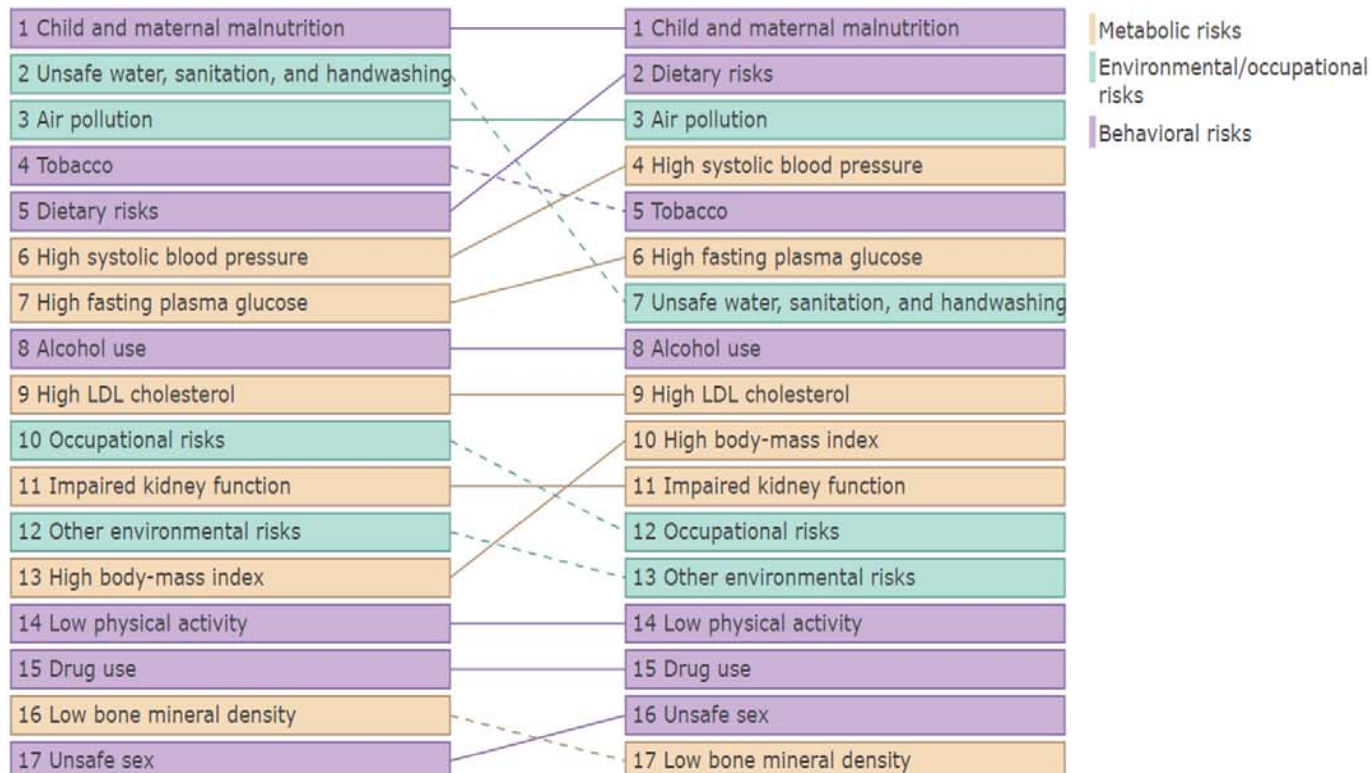 1 Child and maternal malnutrition
2 Unsafe water, sanitation, and handwashing
3 Air pollution
4 Tobacco
5 Dietary risks
6 High systolic blood pressure
7 High fasting plasma glucose
8 Alcohol use
9 High LDL cholesterol
10 Occupational risks
11 Impaired kidney function
12 Other environmental risks
13 High body-mass index
14 Low physical activity
15 Drug use
16 Low bone mineral density
17 Unsafe sex
1 Child and maternal malnutrition
2 Dietary risks
3 Air pollution
4 High systolic blood pressure
5 Tobacco
6 High fasting plasma glucose
7 Unsafe water, sanitation, and handwashing
8 Alcohol use
9 High LDL cholesterol
10 High body-mass index
11 Impaired kidney function
12 Occupational risks
13 Other environmental risks
14 Low physical activity
15 Drug use
16 Unsafe sex
17 Low bone mineral density
Metabolic risks
Environmental/occupational
risks
Behavioral risks